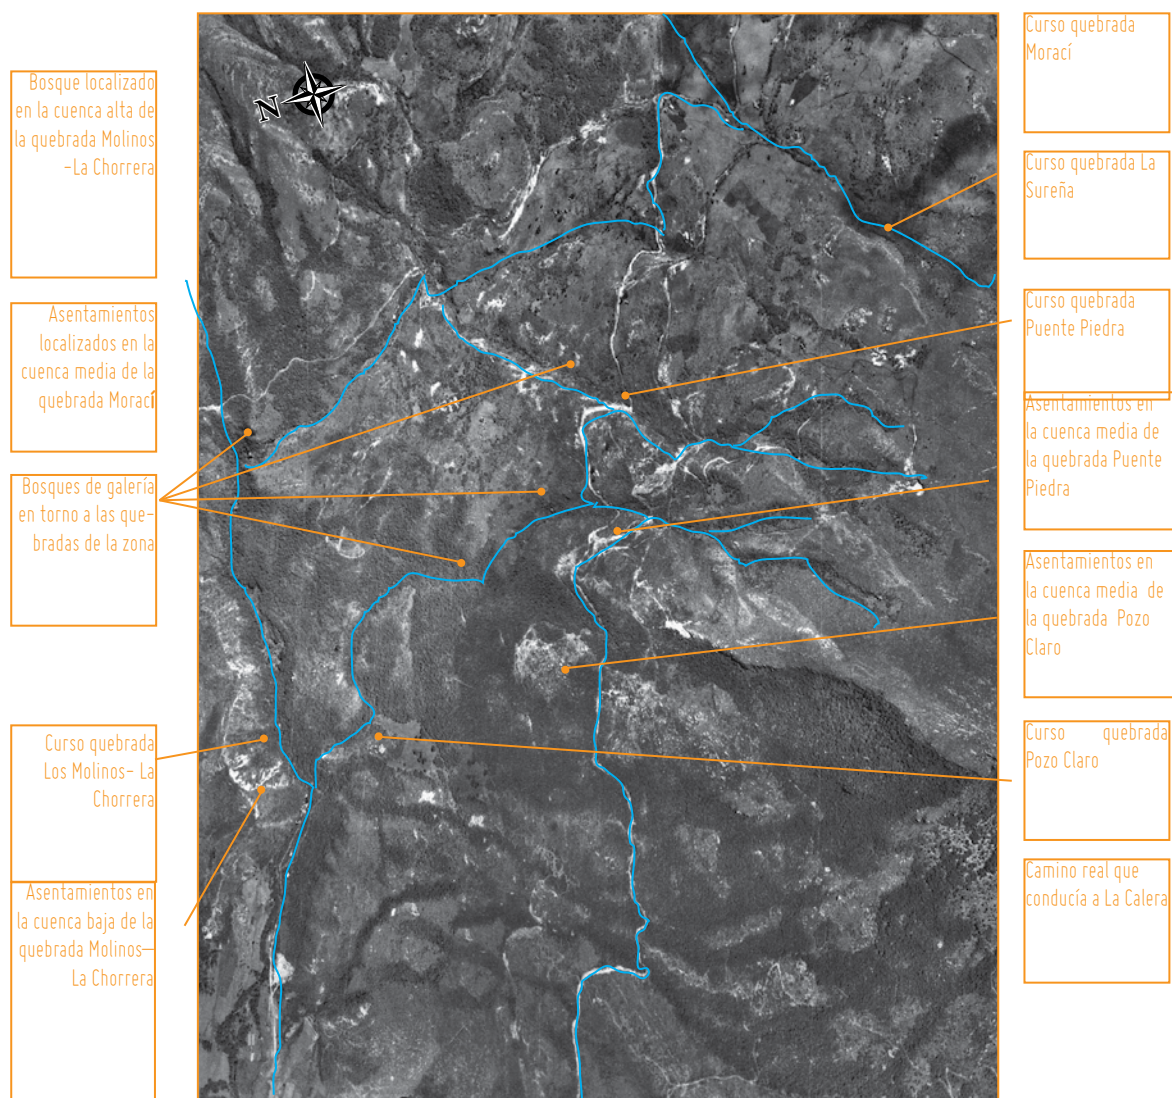 Bosque localizado
en la cuenca alta de
la quebrada Molinos
-La Chorrera
Asentamientos
localizados en la
cuenca media de la
quebrada Morací
Bosques de galería
en torno a las que-
bradas de la zona
Curso quebrada
Los Molinos- La
Chorrera
Asentamientos en
la cuenca baja de la
quebrada Molinos–
La Chorrera
N
Curso quebrada
Moració
Curso quebrada La
Sureña
Curso quebrada
Puente Piedra
Asentamientos en
la cuenca media de
la quebrada Puente
Piedra
Asentamientos en
la cuenca media de
la quebrada Pozo
Claro
Curso quebrada
Pozo Claro
Camino real que
conducía a La Calera